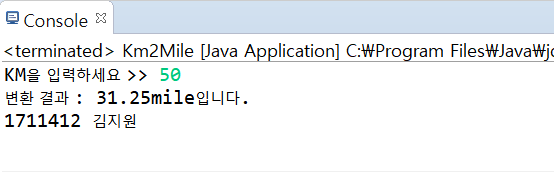 Console
<terminated> Km2Mile [Java Application] C:₩Program Files₩Java₩jd
KM을 입력하세요 >> 50
변환 결과 : 31.25mile입니다.
1711412 김지원